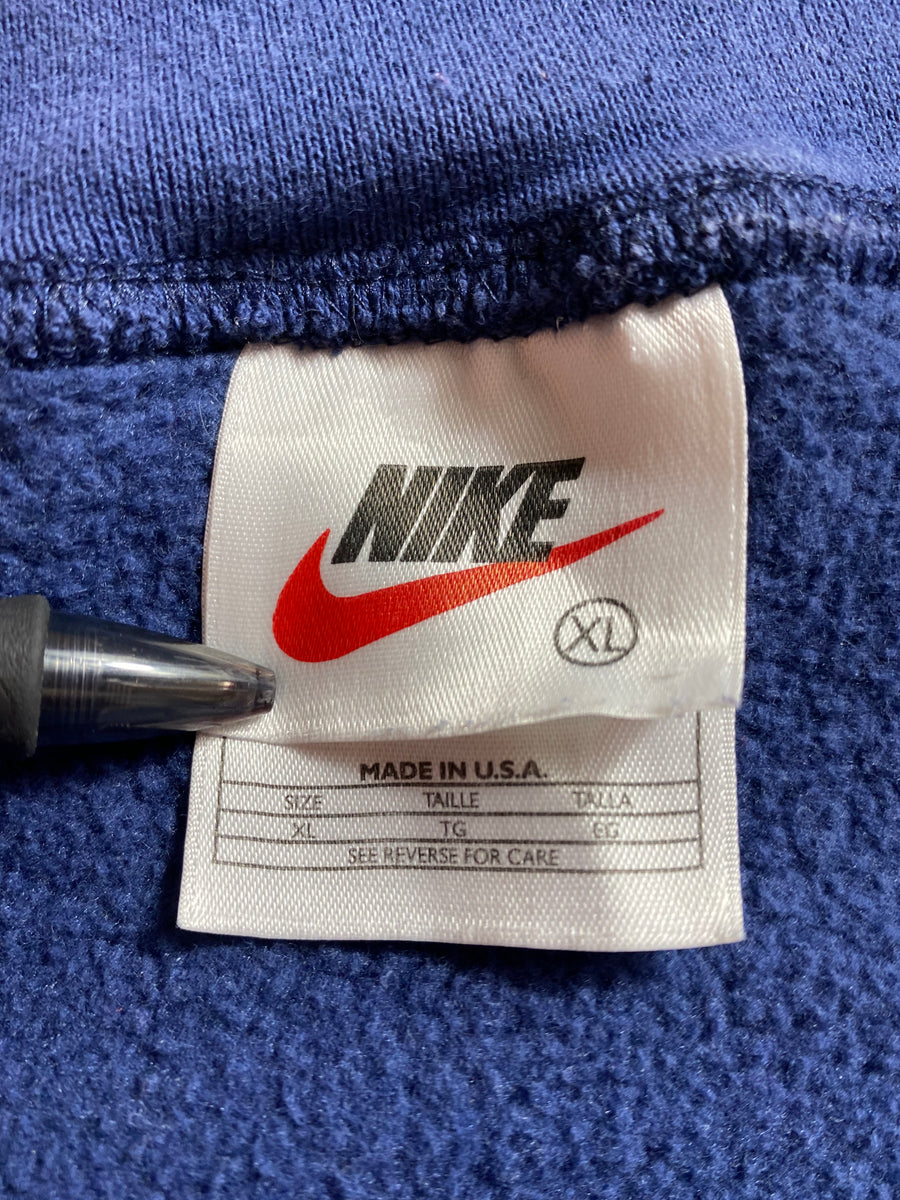 NIKE
XL
MADE IN U.S.A.
SIZE TAILLE TALLA
XL TG EG
SEE REVERSE FOR CARE